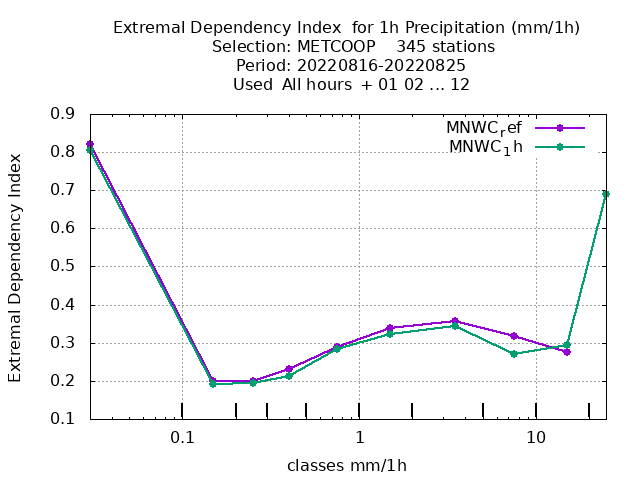 Extremal Dependency Index  for 1h Precipitation (mm/1h)
Selection: METCOOP    345 stations
Period: 20220816-20220825
Used  All hours  + 01 02 ... 12
MNWC_ref
MNWC_1h
0.9
0.8
0.7
0.6
0.5
0.4
0.3
0.2
0.1
Extremal Dependency Index
0.1
1
10
classes mm/1h